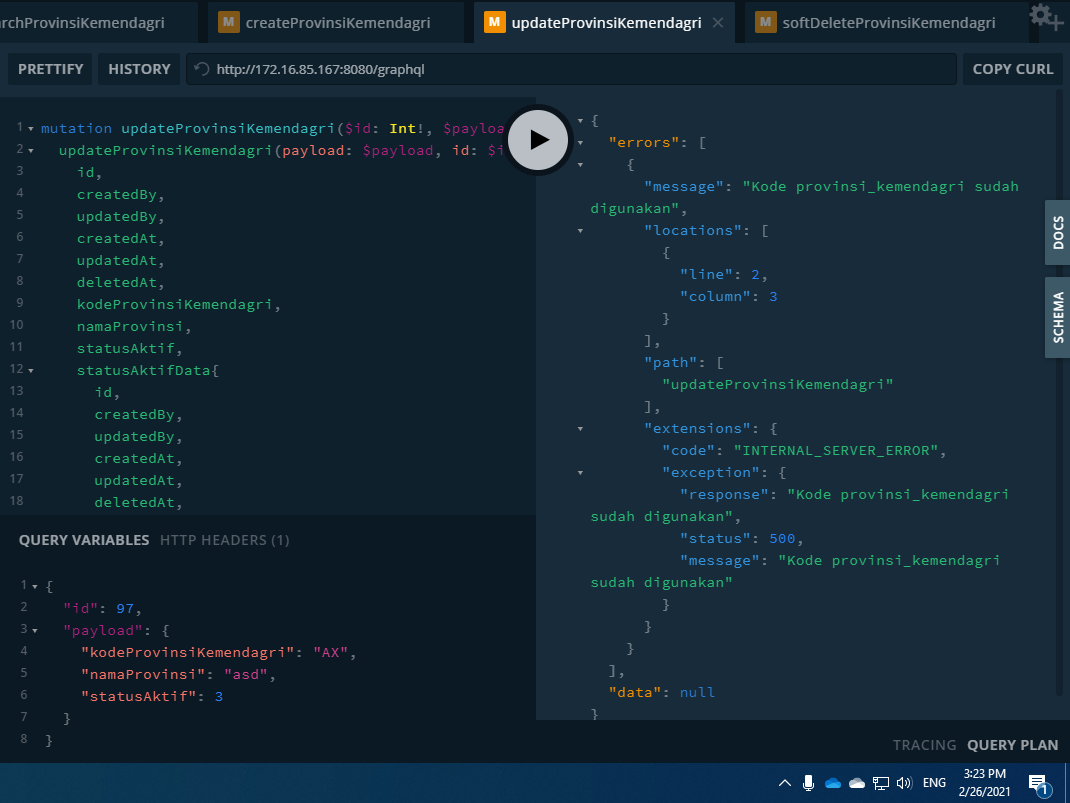 rchProvinsiKemendagri
M createProvinsiKemendagri
M updateProvinsiKemendagri ×
M softDeleteProvinsiKemendagri
+
PRETTIFY HISTORY http://172.16.85.167:8080/graphql COPY CURL
1 mutation updateProvinsiKemendagri($id: Int!, $payloa
2 updateProvinsiKemendagri(payload: $payload, id: $i
3 id,
4 createdBy,
5 updatedBy,
6 createdAt,
7 updatedAt,
8 deletedAt,
9 kodeProvinsiKemendagri,
10 namaProvinsi,
11 statusAktif,
12 statusAktifData{
13 id,
14 createdBy,
15 updatedBy,
16 createdAt,
17 updatedAt,
18 deletedAt,
QUERY VARIABLES HTTP HEADERS (1)
1 {
2 "id": 97,
3 "payload": {
4 "kodeProvinsiKemendagri": "AX",
5 "namaProvinsi": "asd",
6 "statusAktif": 3
7 }
8 }
{
"errors": [
{
"message": "Kode provinsi_kemendagri sudah
digunakan",
"locations": [
{
"line": 2,
"column": 3
}
],
"path": [
"updateProvinsiKemendagri"
],
"extensions": {
"code": "INTERNAL_SERVER_ERROR",
"exception": {
"response": "Kode provinsi_kemendagri
sudah digunakan",
"status": 500,
"message": "Kode provinsi_kemendagri
sudah digunakan"
}
}
}
],
"data": null
}
DOCS
SCHEMA
TRACING QUERY PLAN
ENG
3:23 PM
2/26/2021
1